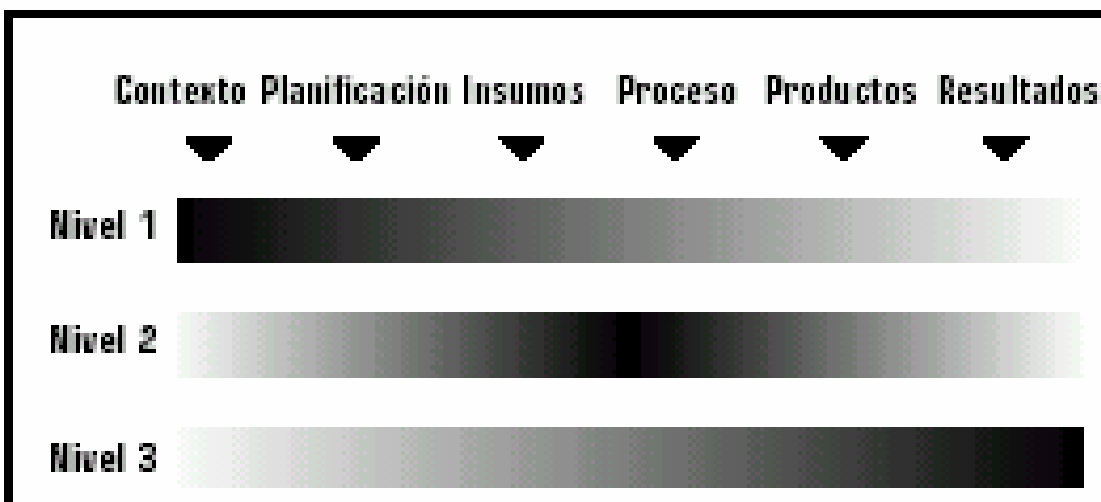 Contexto Planificación Insumos Proceso Productos Resultados
Nivel 1
Nivel 2
Nivel 3